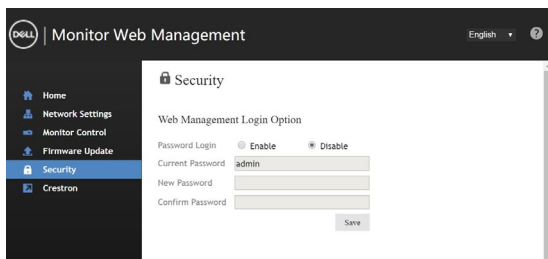 DELL | Monitor Web Management
English
?
Home
Network Settings
Monitor Control
Firmware Update
Security
Crestron
Security
Web Management Login Option
Password Login Enable Disable
Current Password admin
New Password
Confirm Password
Save